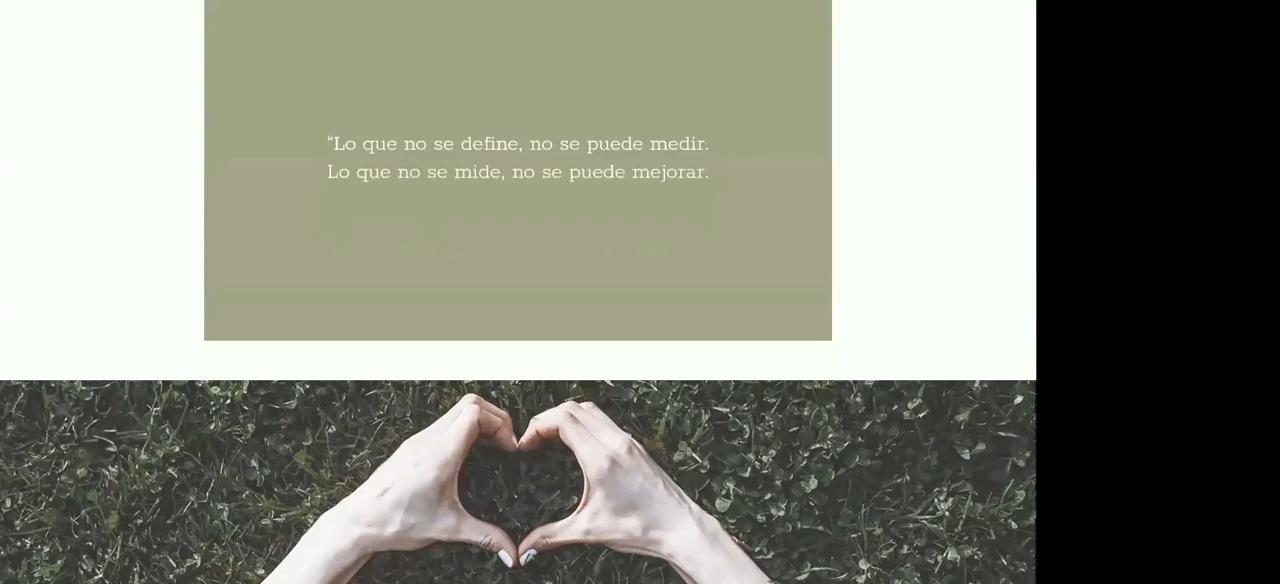 “Lo que no se define, no se puede medir.
Lo que no se mide, no se puede mejorar.